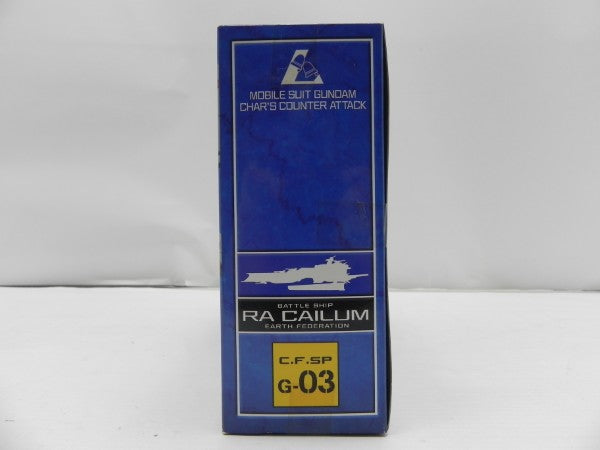 MOBILE SUIT GUNDAM
CHAR'S COUNTER ATTACK
BATTLE SHIP
RA CAILUM
EARTH FEDERATION
C.F.SP
G-03